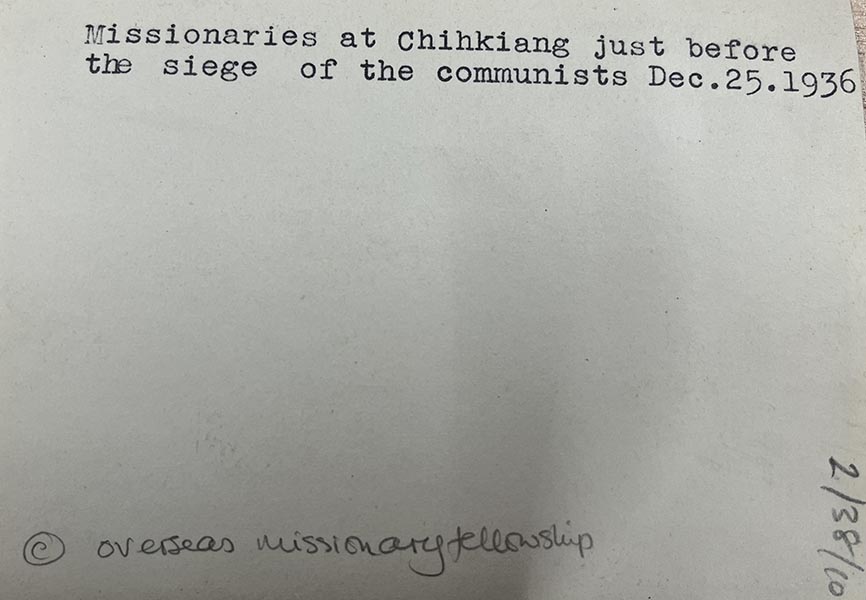 Missionaries at Chihkiang just before
the siege of the communists Dec.25.1936
© overseas missionary fellowship
2/38/10